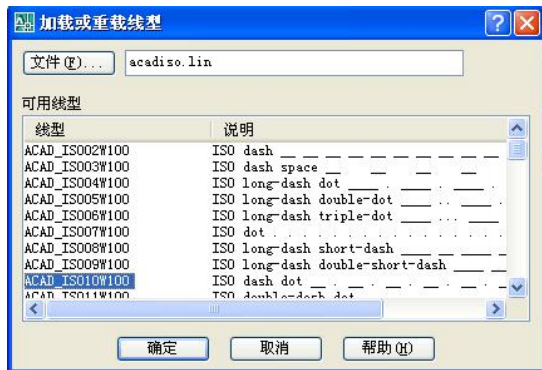 加载或重载线型
文件(F)... acadiso.lin
可用线型
线型 说明
ACAD_ISO02W100 ISO dash __ __ __ __ __ __ __ __ __
ACAD_ISO03W100 ISO dash space __ __ __ __ __
ACAD_ISO04W100 ISO long-dash dot ____ . ____ . ____ .
ACAD_ISO05W100 ISO long-dash double-dot ____ .. ____ .
ACAD_ISO06W100 ISO long-dash triple-dot ____ ... ____
ACAD_ISO07W100 ISO dot . . . . . . . . . . . . . . . .
ACAD_ISO08W100 ISO long-dash short-dash ____ __ ____
ACAD_ISO09W100 ISO long-dash double-short-dash ____ __
ACAD_ISO10W100 ISO dash dot __ . __ . __ . __ . __ .
ACAD_ISO11W100 ISO double-dash dot
确定 取消 帮助(H)